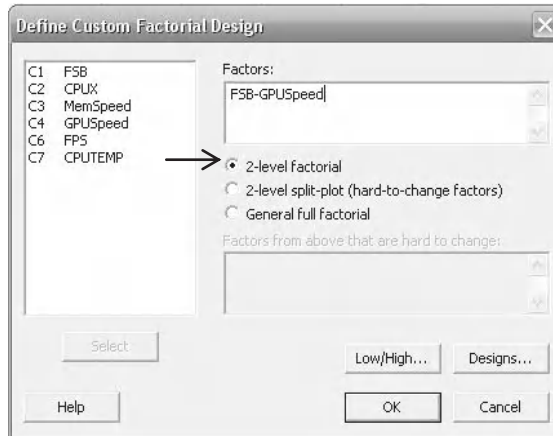 Define Custom Factorial Design
C1 FSB
C2 CPUX
C3 MemSpeed
C4 GPUSpeed
C6 FPS
C7 CPUTEMP
Select
Factors:
FSB-GPUSpeed
2-level factorial
2-level split-plot (hard-to-change factors)
General full factorial
Factors from above that are hard to change:
Low/High...
Designs...
Help
OK
Cancel